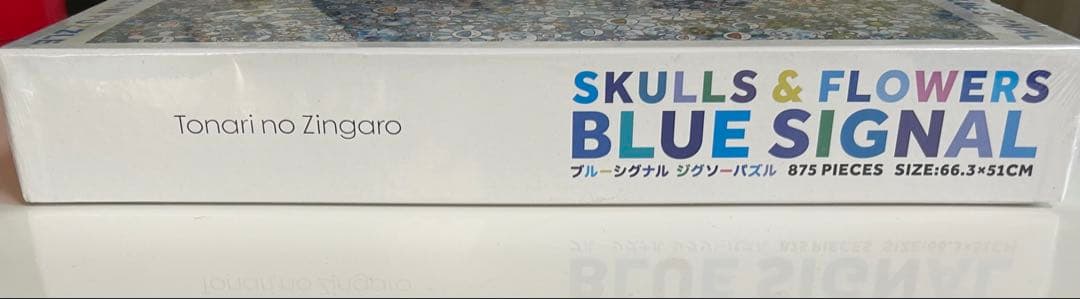 Tonari no Zingaro
SKULLS & FLOWERS
BLUE SIGNAL
ブルーシグナル ジグソーパズル 875 PIECES SIZE:66.3×51CM